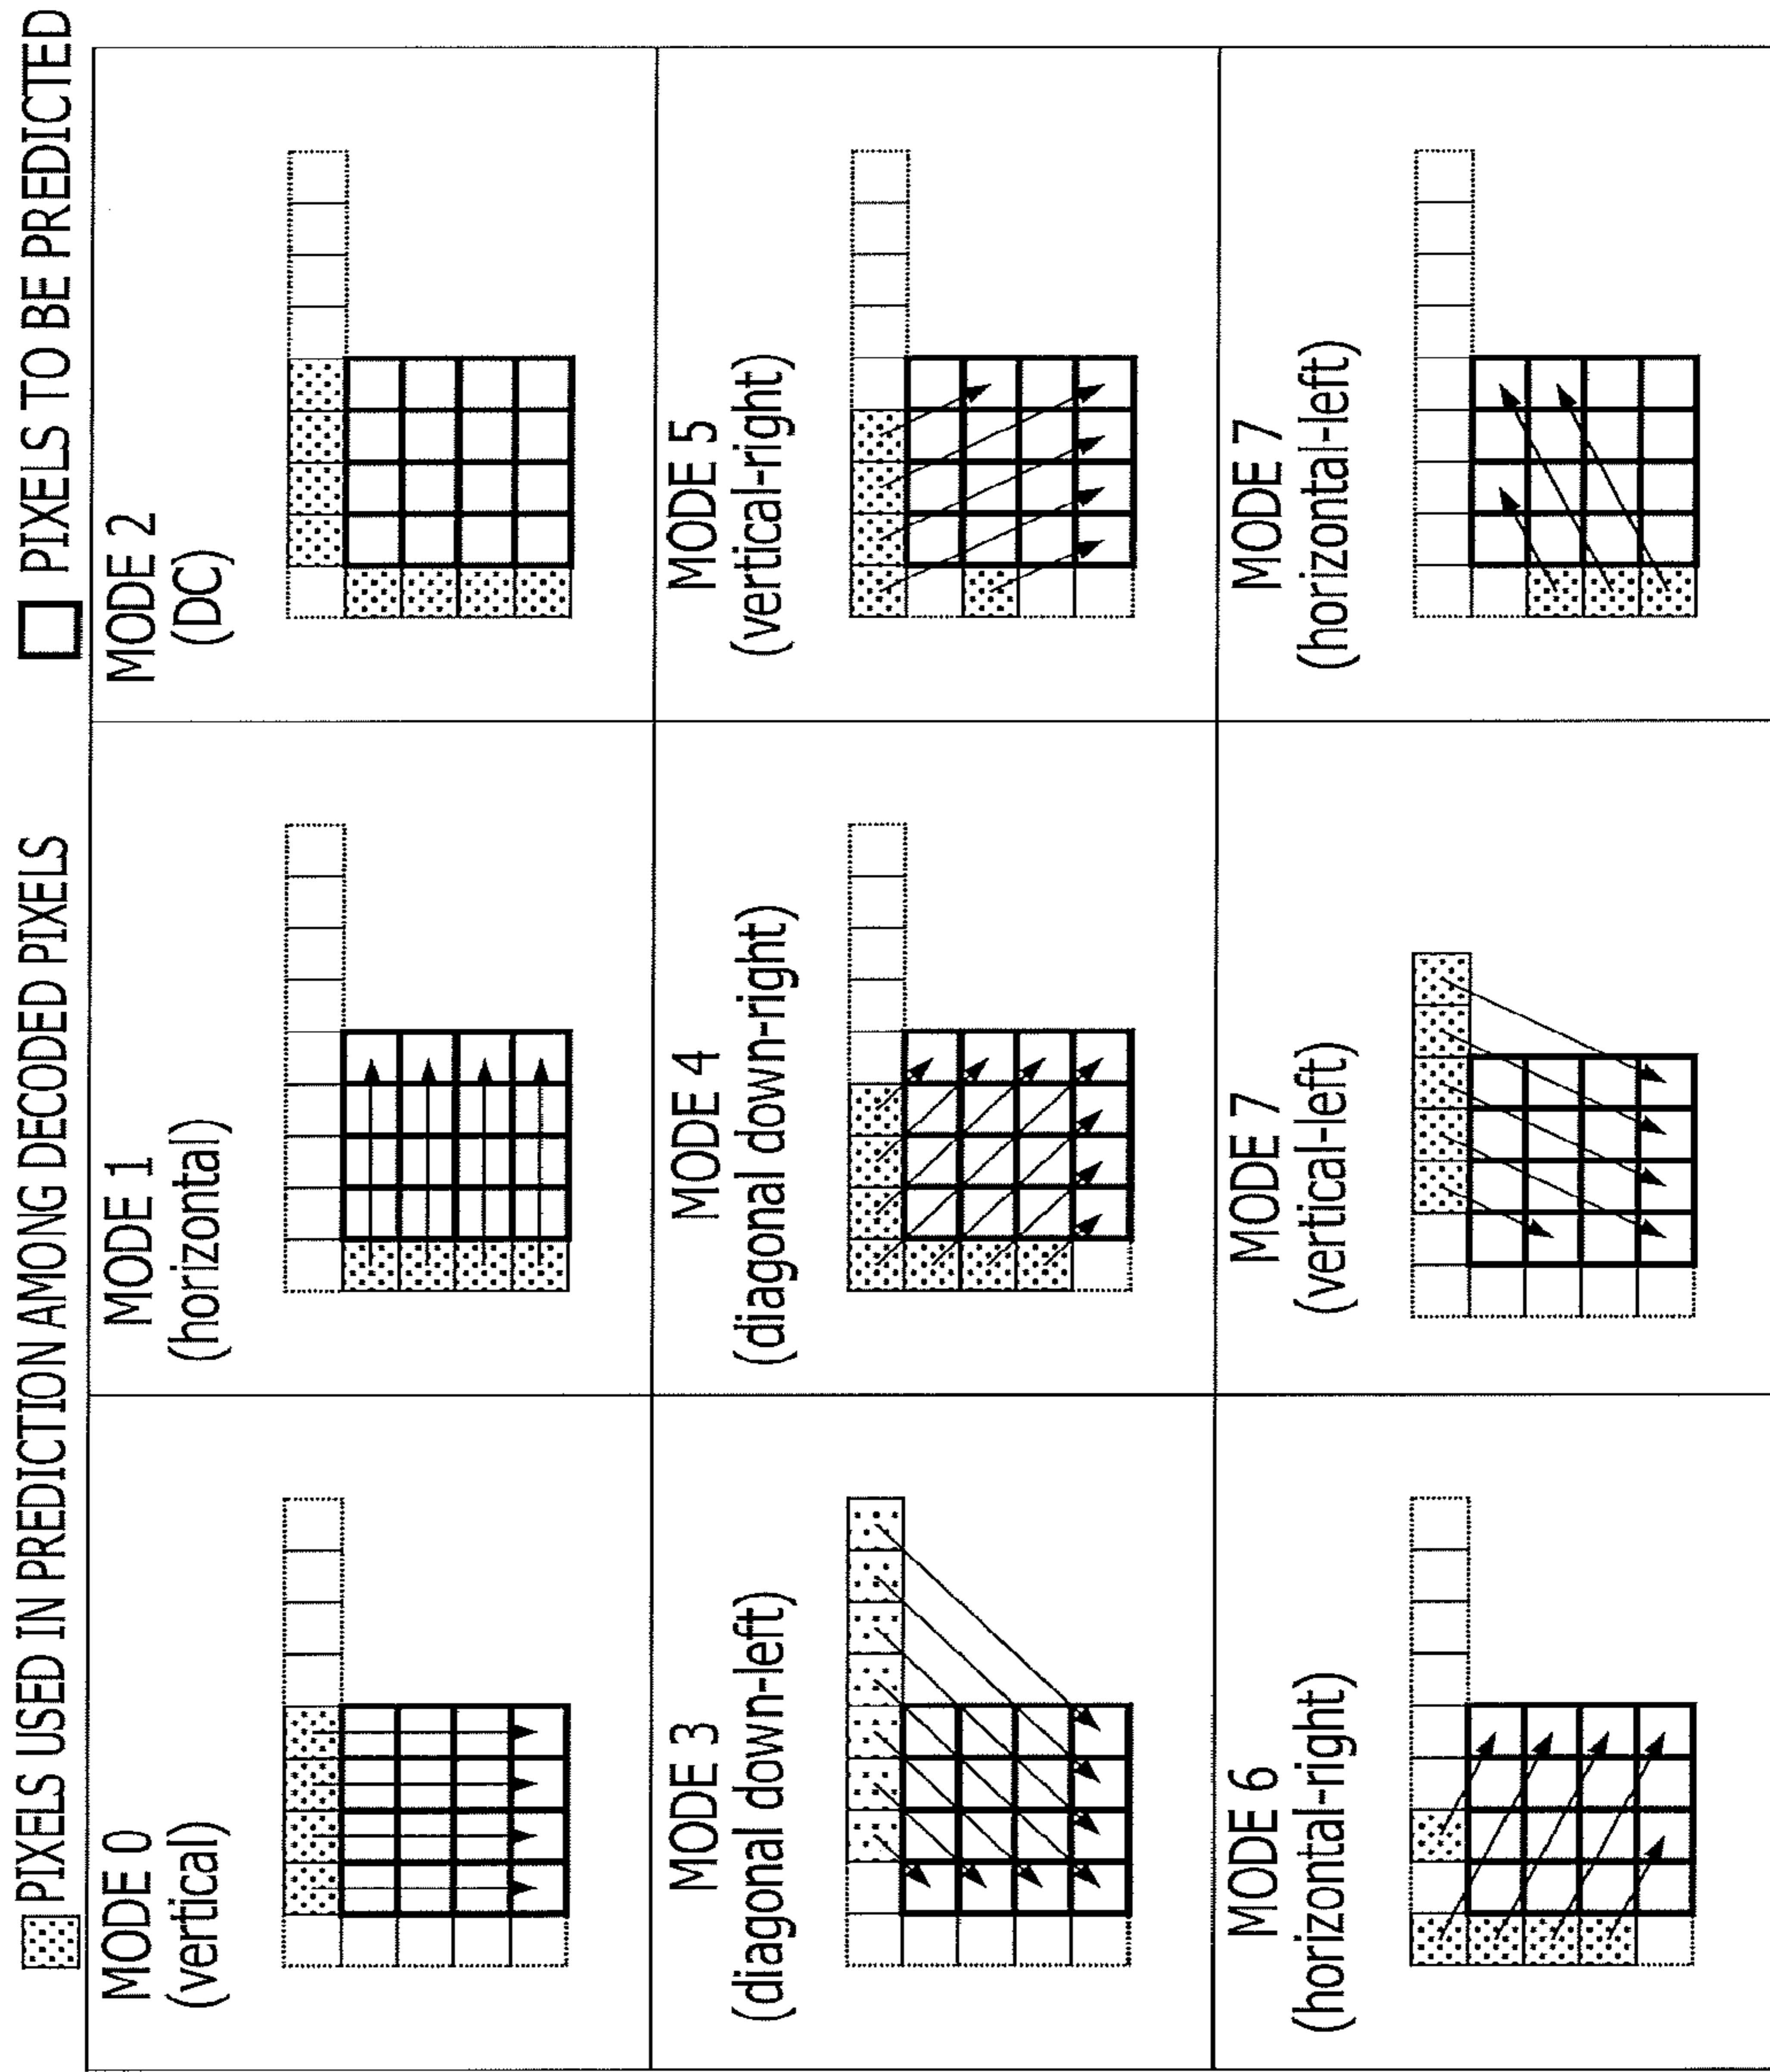 PIXELS USED IN PREDICTION AMONG DECODED PIXELS
PIXELS TO BE PREDICTED
MODE 0
(vertical)
MODE 1
(horizontal)
MODE 2
(DC)
MODE 3
(diagonal down-left)
MODE 4
(diagonal down-right)
MODE 5
(vertical-right)
MODE 6
(horizontal-right)
MODE 7
(vertical-left)
MODE 7
(horizontal-left)